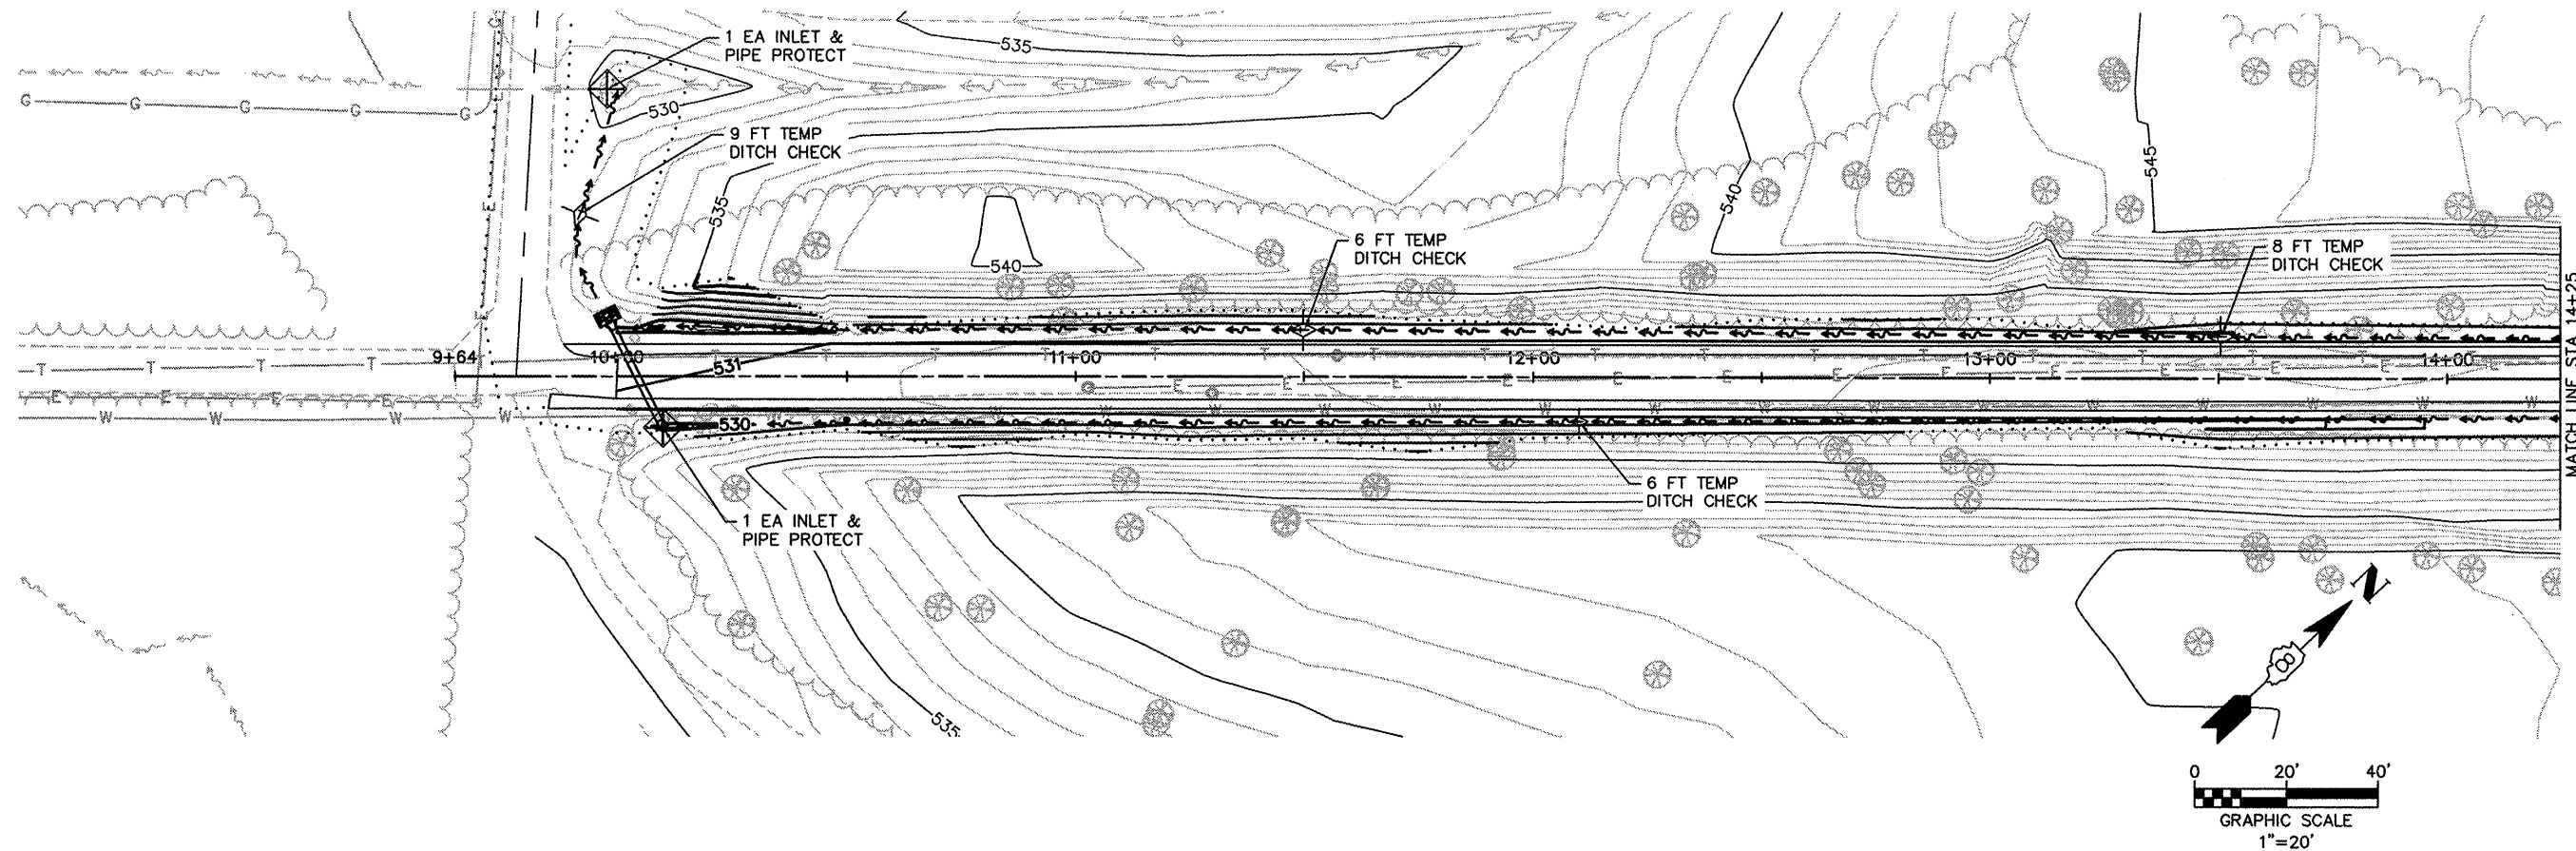 1 EA INLET &
PIPE PROTECT
535
530
9 FT TEMP
DITCH CHECK
G G G G G
G
E
535
540
545
540
6 FT TEMP
DITCH CHECK
8 FT TEMP
DITCH CHECK
MATCH LINE STA 14+25
9+64 10+00 11+00 12+00 13+00 14+00
T T T T T T T T T T T T T
531
E E E E E E E E E E E E E
W W W W W W W W W W W W W
530
6 FT TEMP
DITCH CHECK
1 EA INLET &
PIPE PROTECT
535
N
0 20' 40'
GRAPHIC SCALE
1"=20'